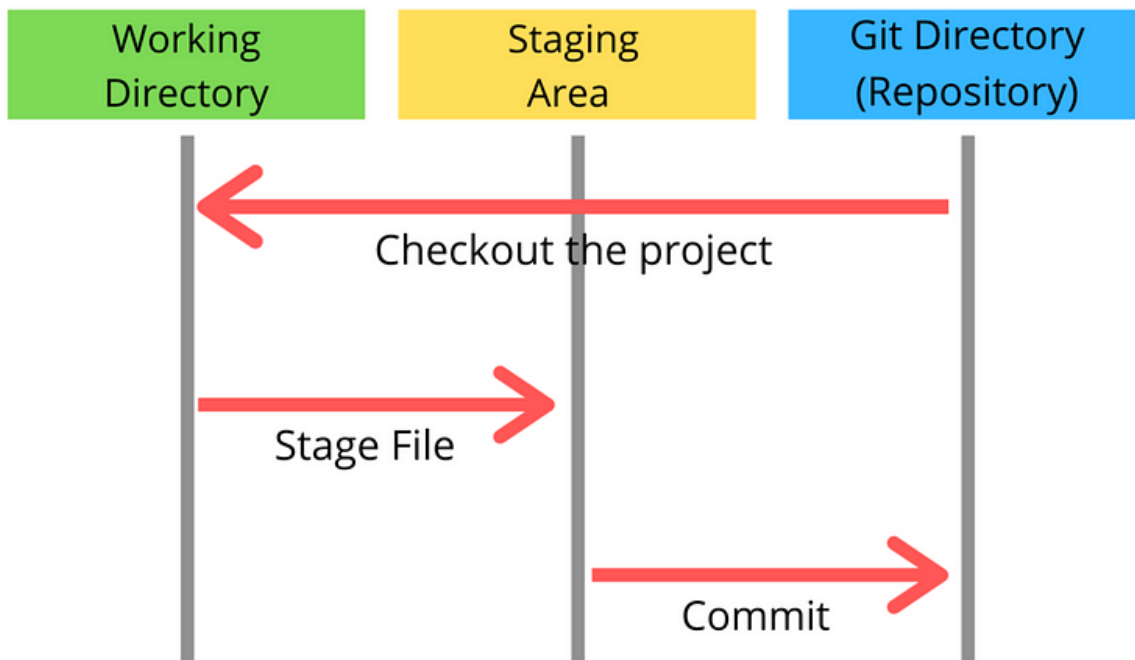 Working
Directory
Staging
Area
Git Directory
(Repository)
Checkout the project
Stage File
Commit